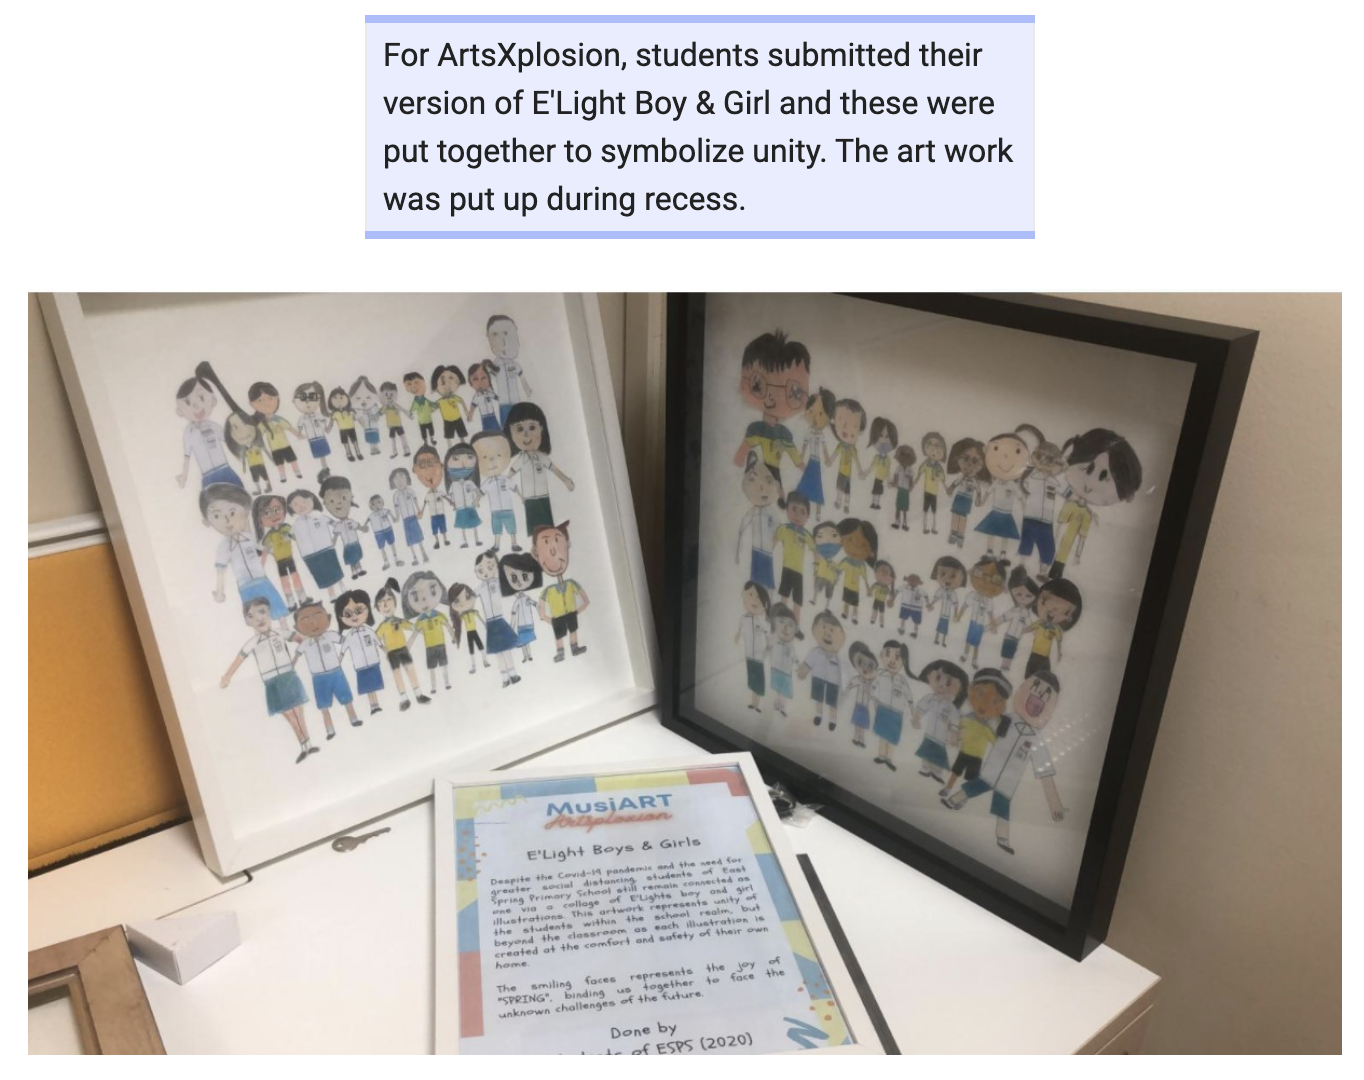 For ArtsXplosion, students submitted their
version of E'Light Boy & Girl and these were
put together to symbolize unity. The art work
was put up during recess.
MusiART
Artsplosion
E'Light Boys & Girls
Despite the Covid-19 pandemic and the need for
greater social distancing, students of East
Spring Primary School still remain connected as
one via a collage of E'Lights boy and girl
illustrations. This artwork represents unity of
the students within the school realm, but
beyond the classroom as each illustration is
created at the comfort and safety of their own
home.
The smiling faces represents the joy of
"SPRING", binding us together to face the
unknown challenges of the future.
Done by
of ESPS (2020)